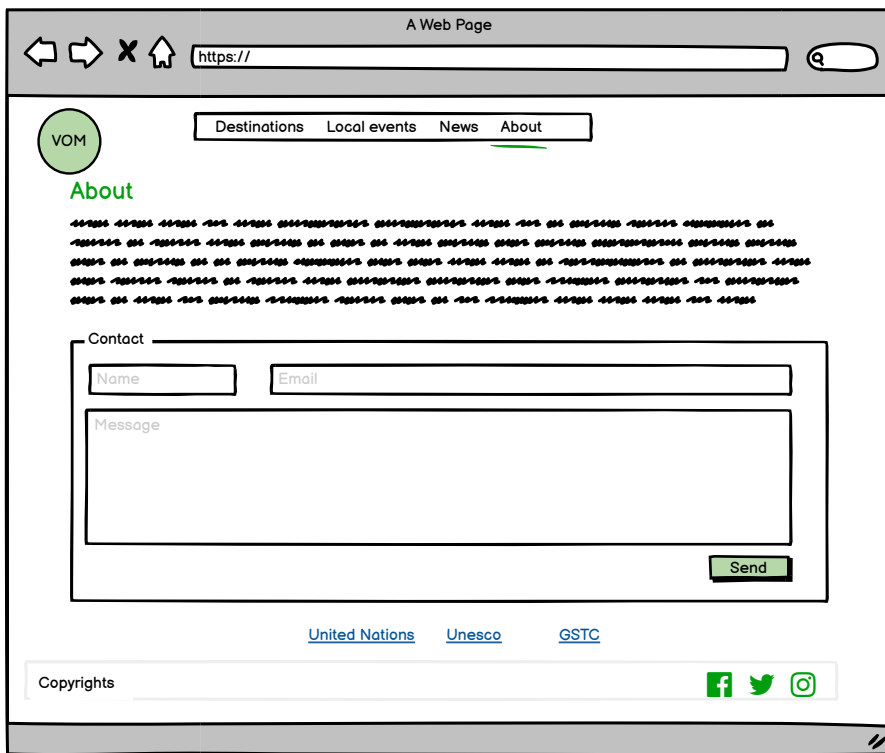 A Web Page
https://
VOM
Destinations Local events News About
About
Contact
Name Email
Message
Send
United Nations Unesco GSTC
Copyrights